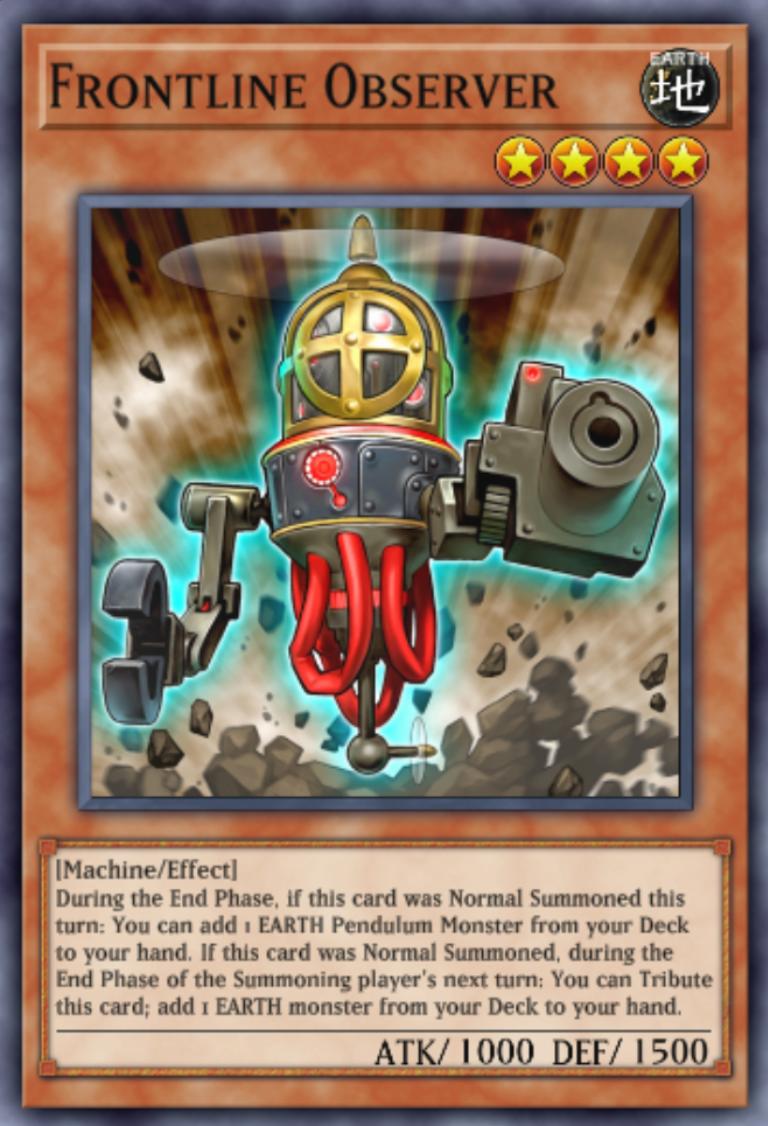 Frontline Observer
EARTH
地
[Machine/Effect]
During the End Phase, if this card was Normal Summoned this
turn: You can add 1 EARTH Pendulum Monster from your Deck
to your hand. If this card was Normal Summoned, during the
End Phase of the Summoning player's next turn: You can Tribute
this card; add 1 EARTH monster from your Deck to your hand.
ATK/ 1000 DEF/ 1500